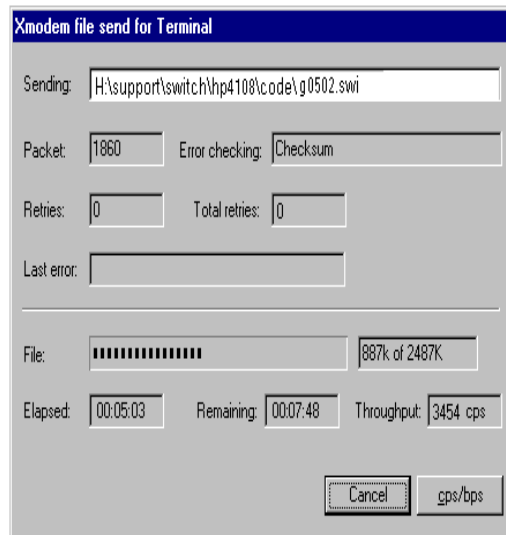 Xmodem file send for Terminal
Sending: H:\support\switch\hp4108\code\g0502.swi
Packet: 1860 Error checking: Checksum
Retries: 0 Total retries: 0
Last error:
File: 887k of 2487K
Elapsed: 00:05:03 Remaining: 00:07:48 Throughput: 3454 cps
Cancel cps/bps